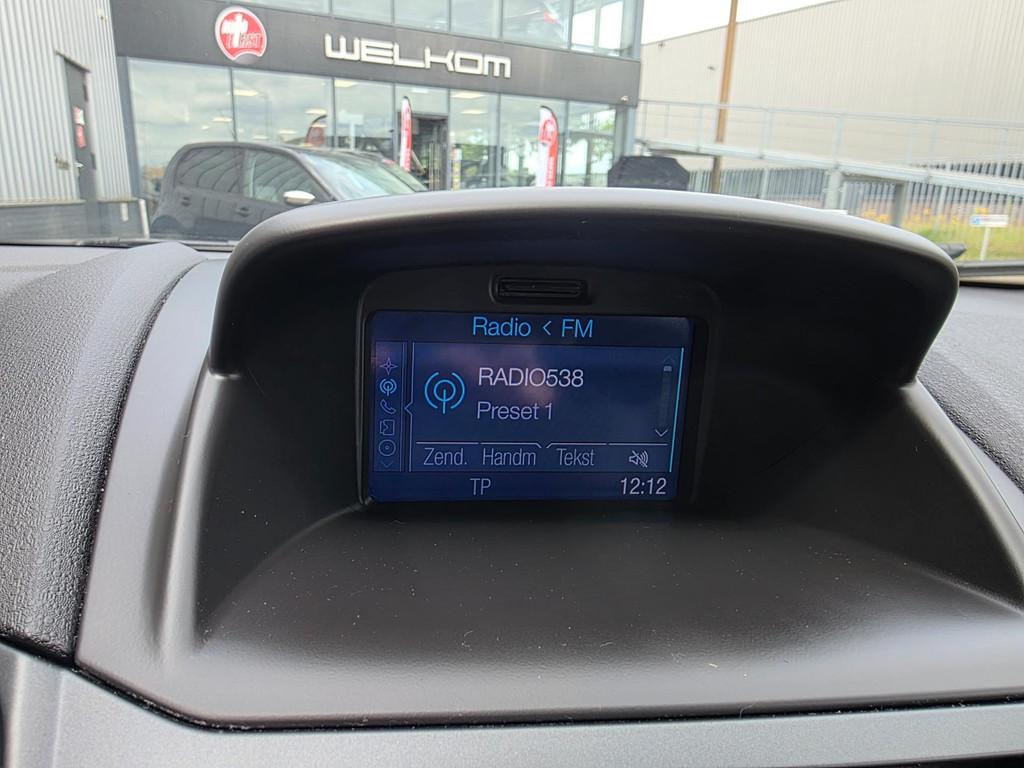 WELKOM
Radio < FM
RADIO538
Preset 1
Zend. Handm Tekst
TP 12:12